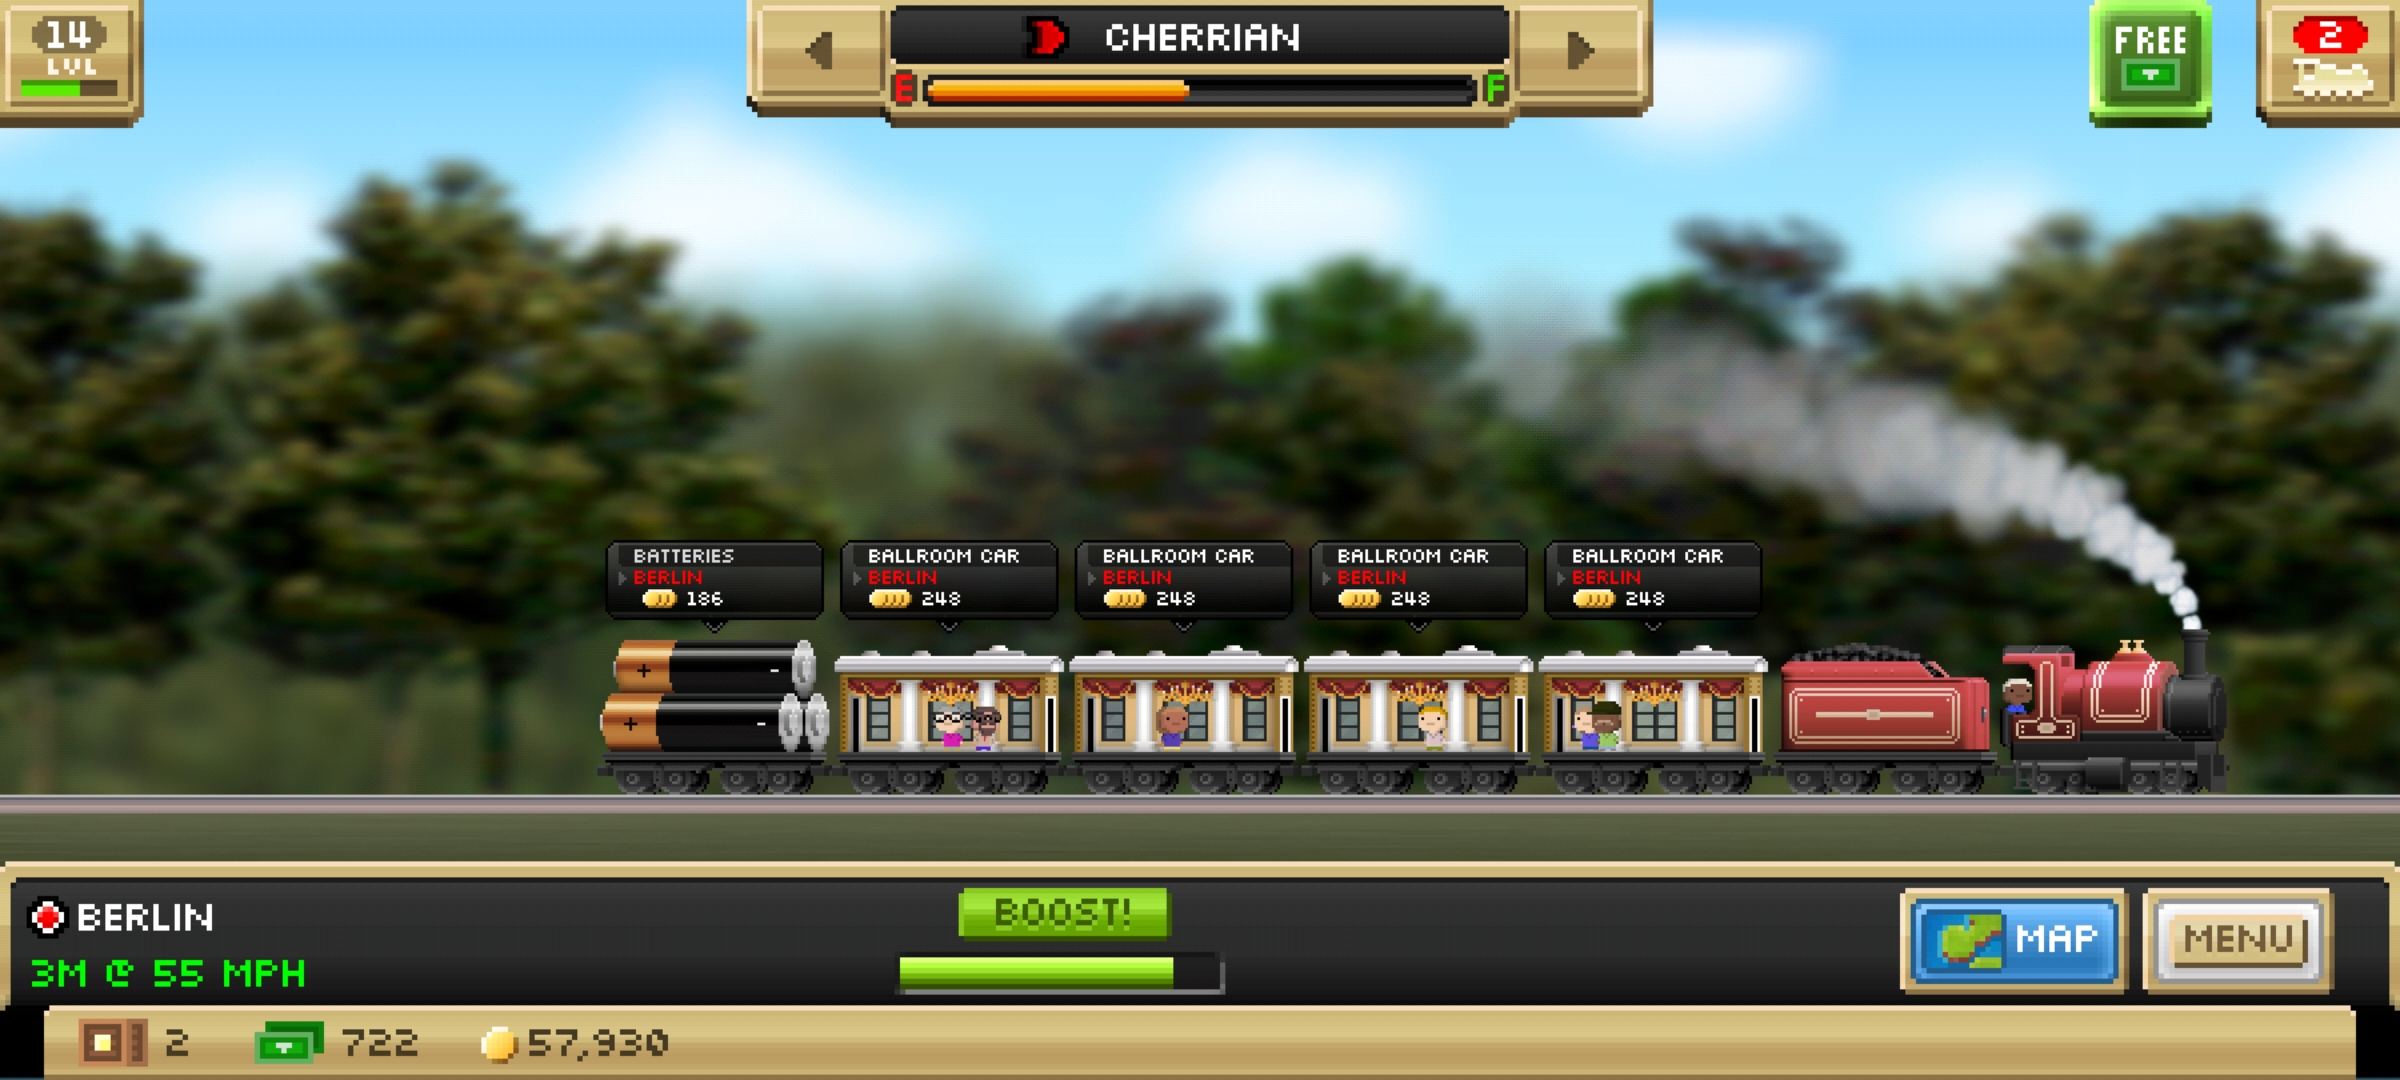 14
LVL
CHERRIAN
E F
FREE
2
BATTERIES
BERLIN
186
BALLROOM CAR
BERLIN
248
BALLROOM CAR
BERLIN
248
BALLROOM CAR
BERLIN
248
BALLROOM CAR
BERLIN
248
+ -
+ -
BERLIN
3M @ 55 MPH
BOOST!
MAP
MENU
2 722 57,930